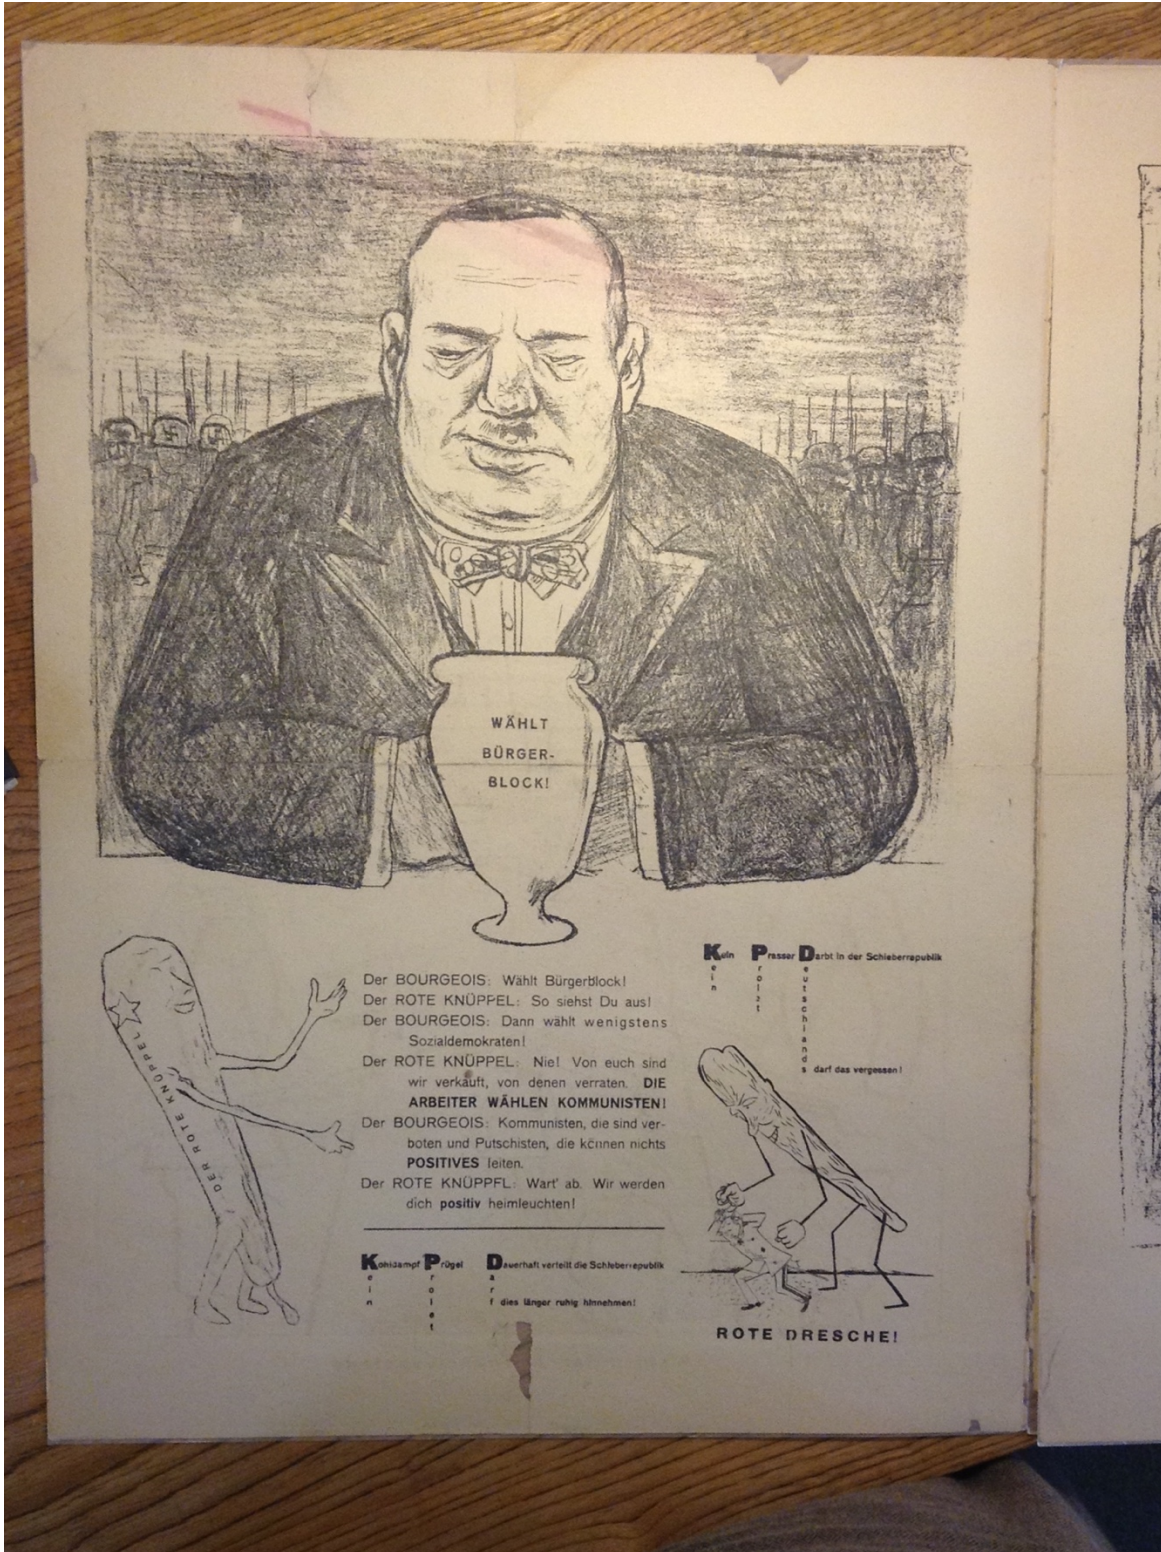 WÄHLT
BÜRGER-
BLOCK!
DER ROTE KNÜPPEL
Der BOURGEOIS: Wählt Bürgerblock!
Der ROTE KNÜPPEL: So siehst Du aus!
Der BOURGEOIS: Dann wählt wenigstens
Sozialdemokraten!
Der ROTE KNÜPPEL: Nie! Von euch sind
wir verkauft, von denen verraten. DIE
ARBEITER WÄHLEN KOMMUNISTEN!
Der BOURGEOIS: Kommunisten, die sind ver-
boten und Putschisten, die können nichts
POSITIVES leiten.
Der ROTE KNÜPPEL: Wart' ab. Wir werden
dich positiv heimleuchten!
Kohldampf Prügel Dauerhaft verteilt die Schieberrepublik
Kein
Prolet
Darf dies länger ruhig hinnehmen!
Kein Prasser Darbt in der Schieberrepublik
Kein
Prolet
Deutschlands darf das vergessen!
ROTE DRESCHE!